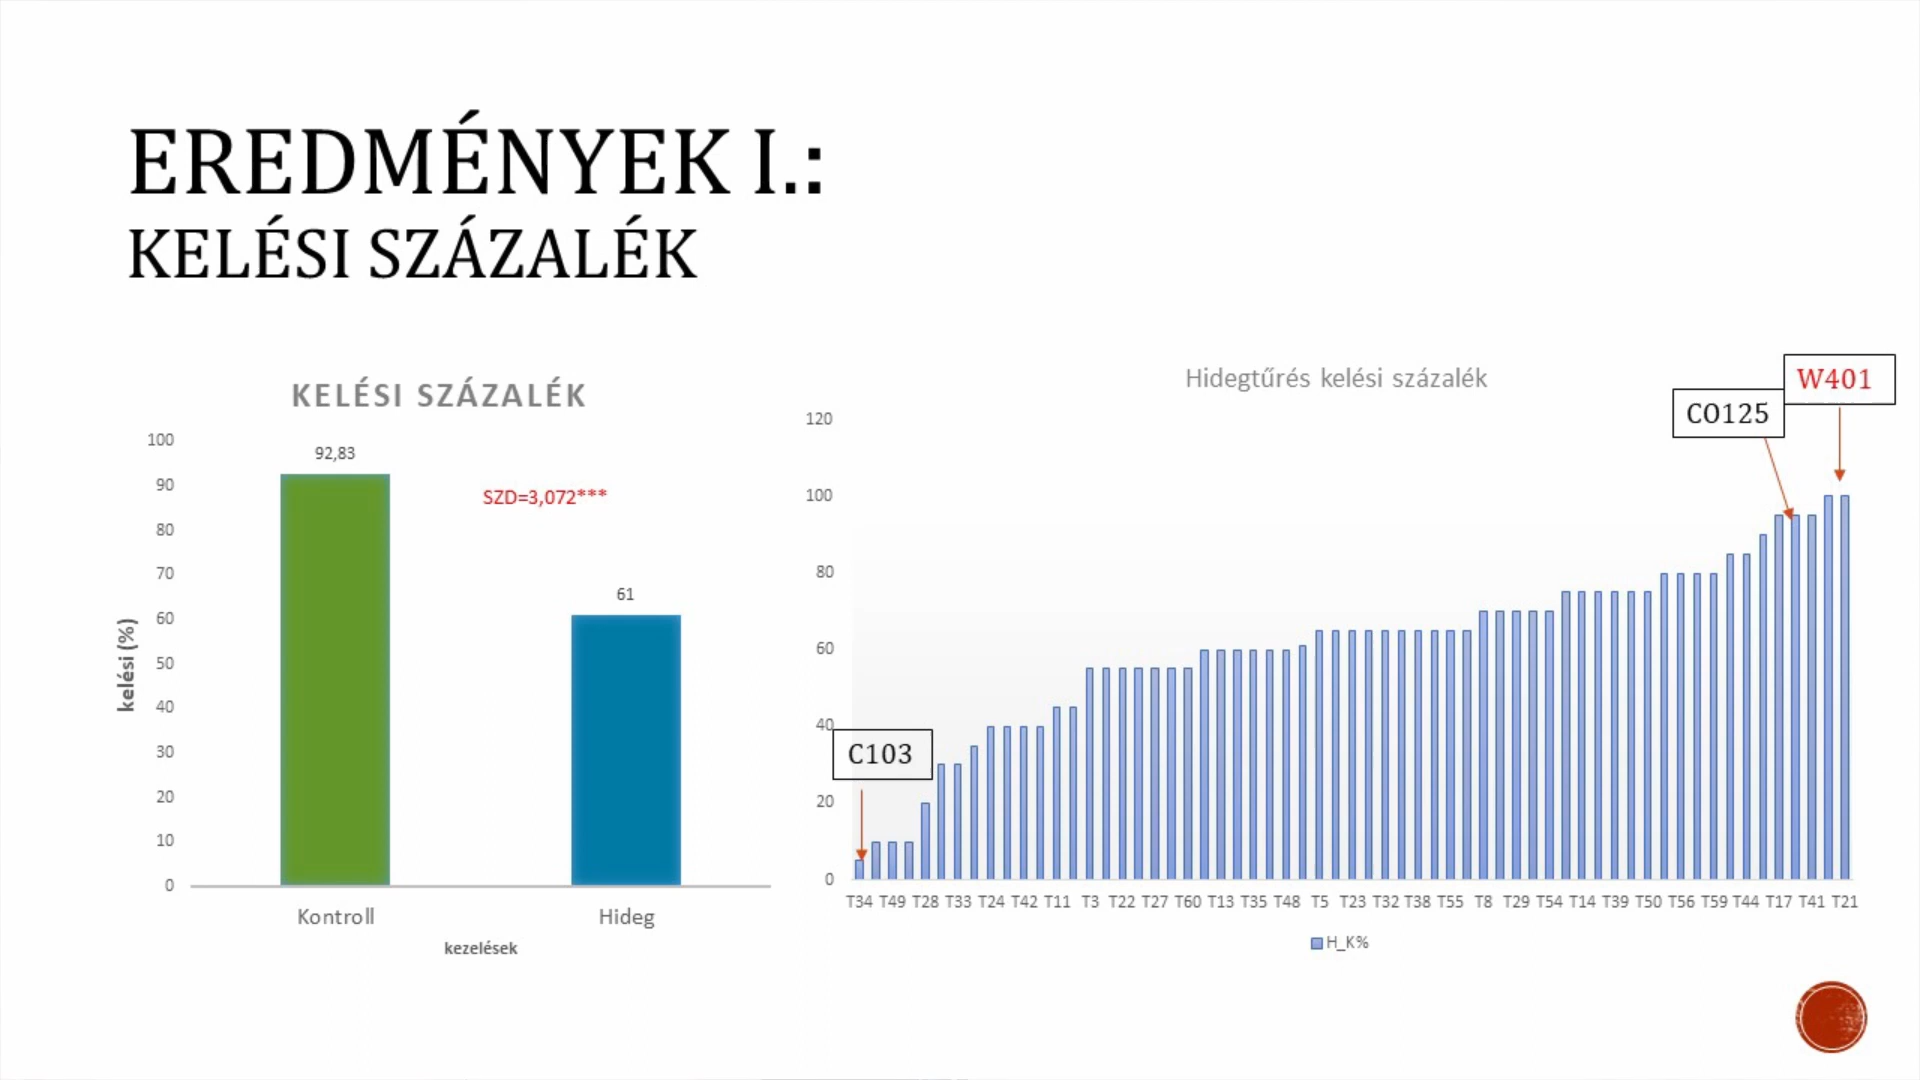 EREDMÉNYEK I.:
KELÉSI SZÁZALÉK
KELÉSI SZÁZALÉK
100
90
80
70
60
50
40
30
20
10
0
kelési (%)
92,83
SZD=3,072***
61
Kontroll Hideg
kezelések
Hidegtűrés kelési százalék
W401
CO125
C103
120
100
80
60
40
20
0
T34 T49 T28 T33 T24 T42 T11 T3 T22 T27 T60 T13 T35 T48 T5 T23 T32 T38 T55 T8 T29 T54 T14 T39 T50 T56 T59 T44 T17 T41 T21
H_K%